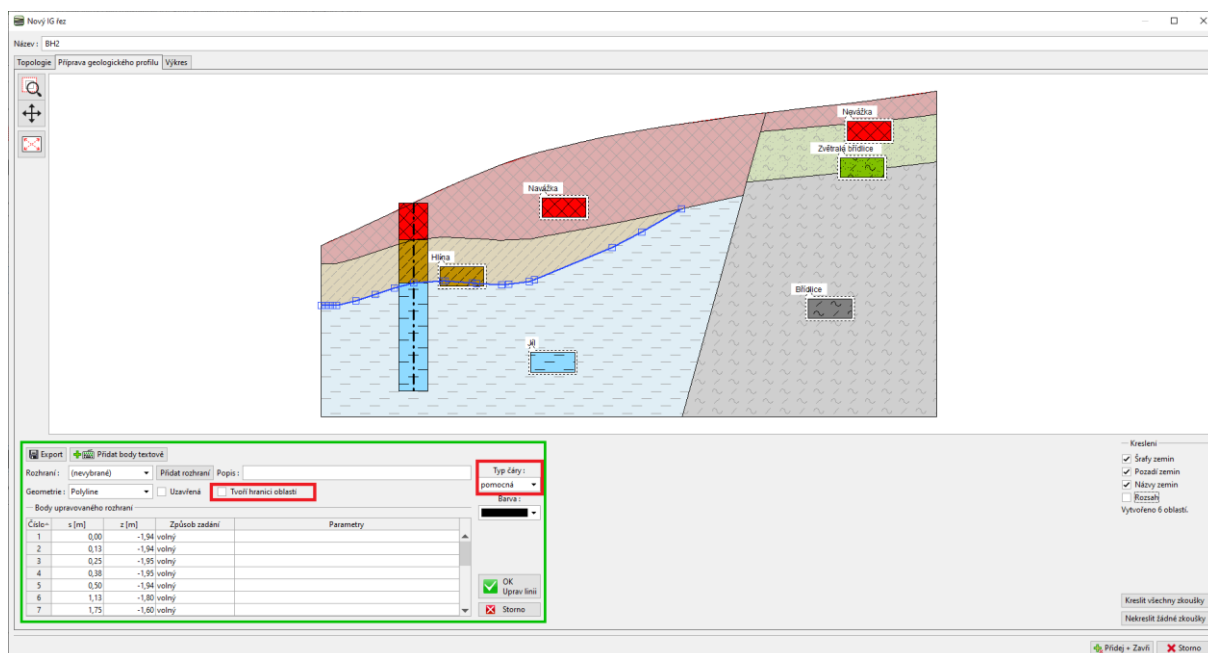 Nový IG řez
Název : BH2
Topologie Příprava geologického profilu Výkres
Navážka
Zvětralé břidlice
Navážka
Hlína
Břidlice
Jíl
Export Přidat body textově
Rozhraní : (nevybrané) Přidat rozhraní Popis :
Geometrie : Polyline Uzavřená Tvoří hranici oblasti
Typ čáry :
pomocná
Barva :
Body upravovaného rozhraní
Číslo s [m] z [m] Způsob zadání Parametry
1 0,00 -1,94 volný
2 0,13 -1,94 volný
3 0,25 -1,95 volný
4 0,38 -1,95 volný
5 0,50 -1,94 volný
6 1,13 -1,80 volný
7 1,75 -1,60 volný
OK
Uprav linii
Storno
Kreslení
Šrafy zemin
Pozadí zemin
Názvy zemin
Rozsah
Vytvořeno 6 oblastí.
Kreslit všechny zkoušky
Nekreslit žádné zkoušky
Přidej + Zavři Storno